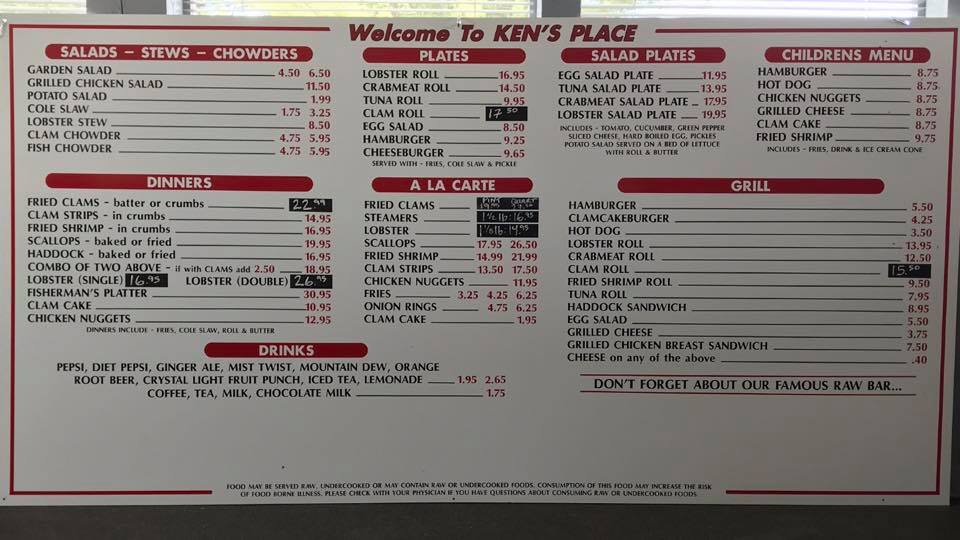 Welcome To KEN'S PLACE
SALADS - STEWS - CHOWDERS
GARDEN SALAD 4.50 6.50
GRILLED CHICKEN SALAD 11.50
POTATO SALAD 1.99
COLE SLAW 1.75 3.25
LOBSTER STEW 8.50
CLAM CHOWDER 4.75 5.95
FISH CHOWDER 4.75 5.95
PLATES
LOBSTER ROLL 16.95
CRABMEAT ROLL 14.50
TUNA ROLL 9.95
CLAM ROLL 17.50
EGG SALAD 8.50
HAMBURGER 9.25
CHEESEBURGER 9.65
SERVED WITH - FRIES, COLE SLAW & PICKLE
SALAD PLATES
EGG SALAD PLATE 11.95
TUNA SALAD PLATE 13.95
CRABMEAT SALAD PLATE 17.95
LOBSTER SALAD PLATE 19.95
INCLUDES - TOMATO, CUCUMBER, GREEN PEPPER
SLICED CHEESE, HARD BOILED EGG, PICKLES
POTATO SALAD SERVED ON A BED OF LETTUCE
WITH ROLL & BUTTER
CHILDRENS MENU
HAMBURGER 8.75
HOT DOG 8.75
CHICKEN NUGGETS 8.75
GRILLED CHEESE 8.75
CLAM CAKE 8.75
FRIED SHRIMP 9.75
INCLUDES - FRIES, DRINK & ICE CREAM CONE
DINNERS
FRIED CLAMS - batter or crumbs 22.99
CLAM STRIPS - in crumbs 14.95
FRIED SHRIMP - in crumbs 16.95
SCALLOPS - baked or fried 19.95
HADDOCK - baked or fried 16.95
COMBO OF TWO ABOVE - if with CLAMS add 2.50 18.95
LOBSTER (SINGLE) 16.95 LOBSTER (DOUBLE) 26.95
FISHERMAN'S PLATTER 30.95
CLAM CAKE 10.95
CHICKEN NUGGETS 12.95
DINNERS INCLUDE - FRIES, COLE SLAW, ROLL & BUTTER
A LA CARTE
FRIED CLAMS PINT QUART
STEAMERS 1 1/2 lb. 16.95
LOBSTER 14.95
SCALLOPS 17.95 26.50
FRIED SHRIMP 14.99 21.99
CLAM STRIPS 13.50 17.50
CHICKEN NUGGETS 11.95
FRIES 3.25 4.25 6.25
ONION RINGS 4.75 6.25
CLAM CAKE 1.95
GRILL
HAMBURGER 5.50
CLAMCAKEBURGER 4.25
HOT DOG 3.50
LOBSTER ROLL 13.95
CRABMEAT ROLL 12.50
CLAM ROLL 15.50
FRIED SHRIMP ROLL 9.50
TUNA ROLL 7.95
HADDOCK SANDWICH 8.95
EGG SALAD 5.50
GRILLED CHEESE 3.75
GRILLED CHICKEN BREAST SANDWICH 7.50
CHEESE on any of the above .40
DON'T FORGET ABOUT OUR FAMOUS RAW BAR...
DRINKS
PEPSI, DIET PEPSI, GINGER ALE, MIST TWIST, MOUNTAIN DEW, ORANGE
ROOT BEER, CRYSTAL LIGHT FRUIT PUNCH, ICED TEA, LEMONADE 1.95 2.65
COFFEE, TEA, MILK, CHOCOLATE MILK 1.75
FOOD MAY BE SERVED RAW, UNDERCOOKED OR MAY CONTAIN RAW OR UNDERCOOKED FOODS. CONSUMPTION OF THIS FOOD MAY INCREASE THE RISK
OF FOOD BORNE ILLNESS. PLEASE CHECK WITH YOUR PHYSICIAN IF YOU HAVE QUESTIONS ABOUT CONSUMING RAW OR UNDERCOOKED FOODS.